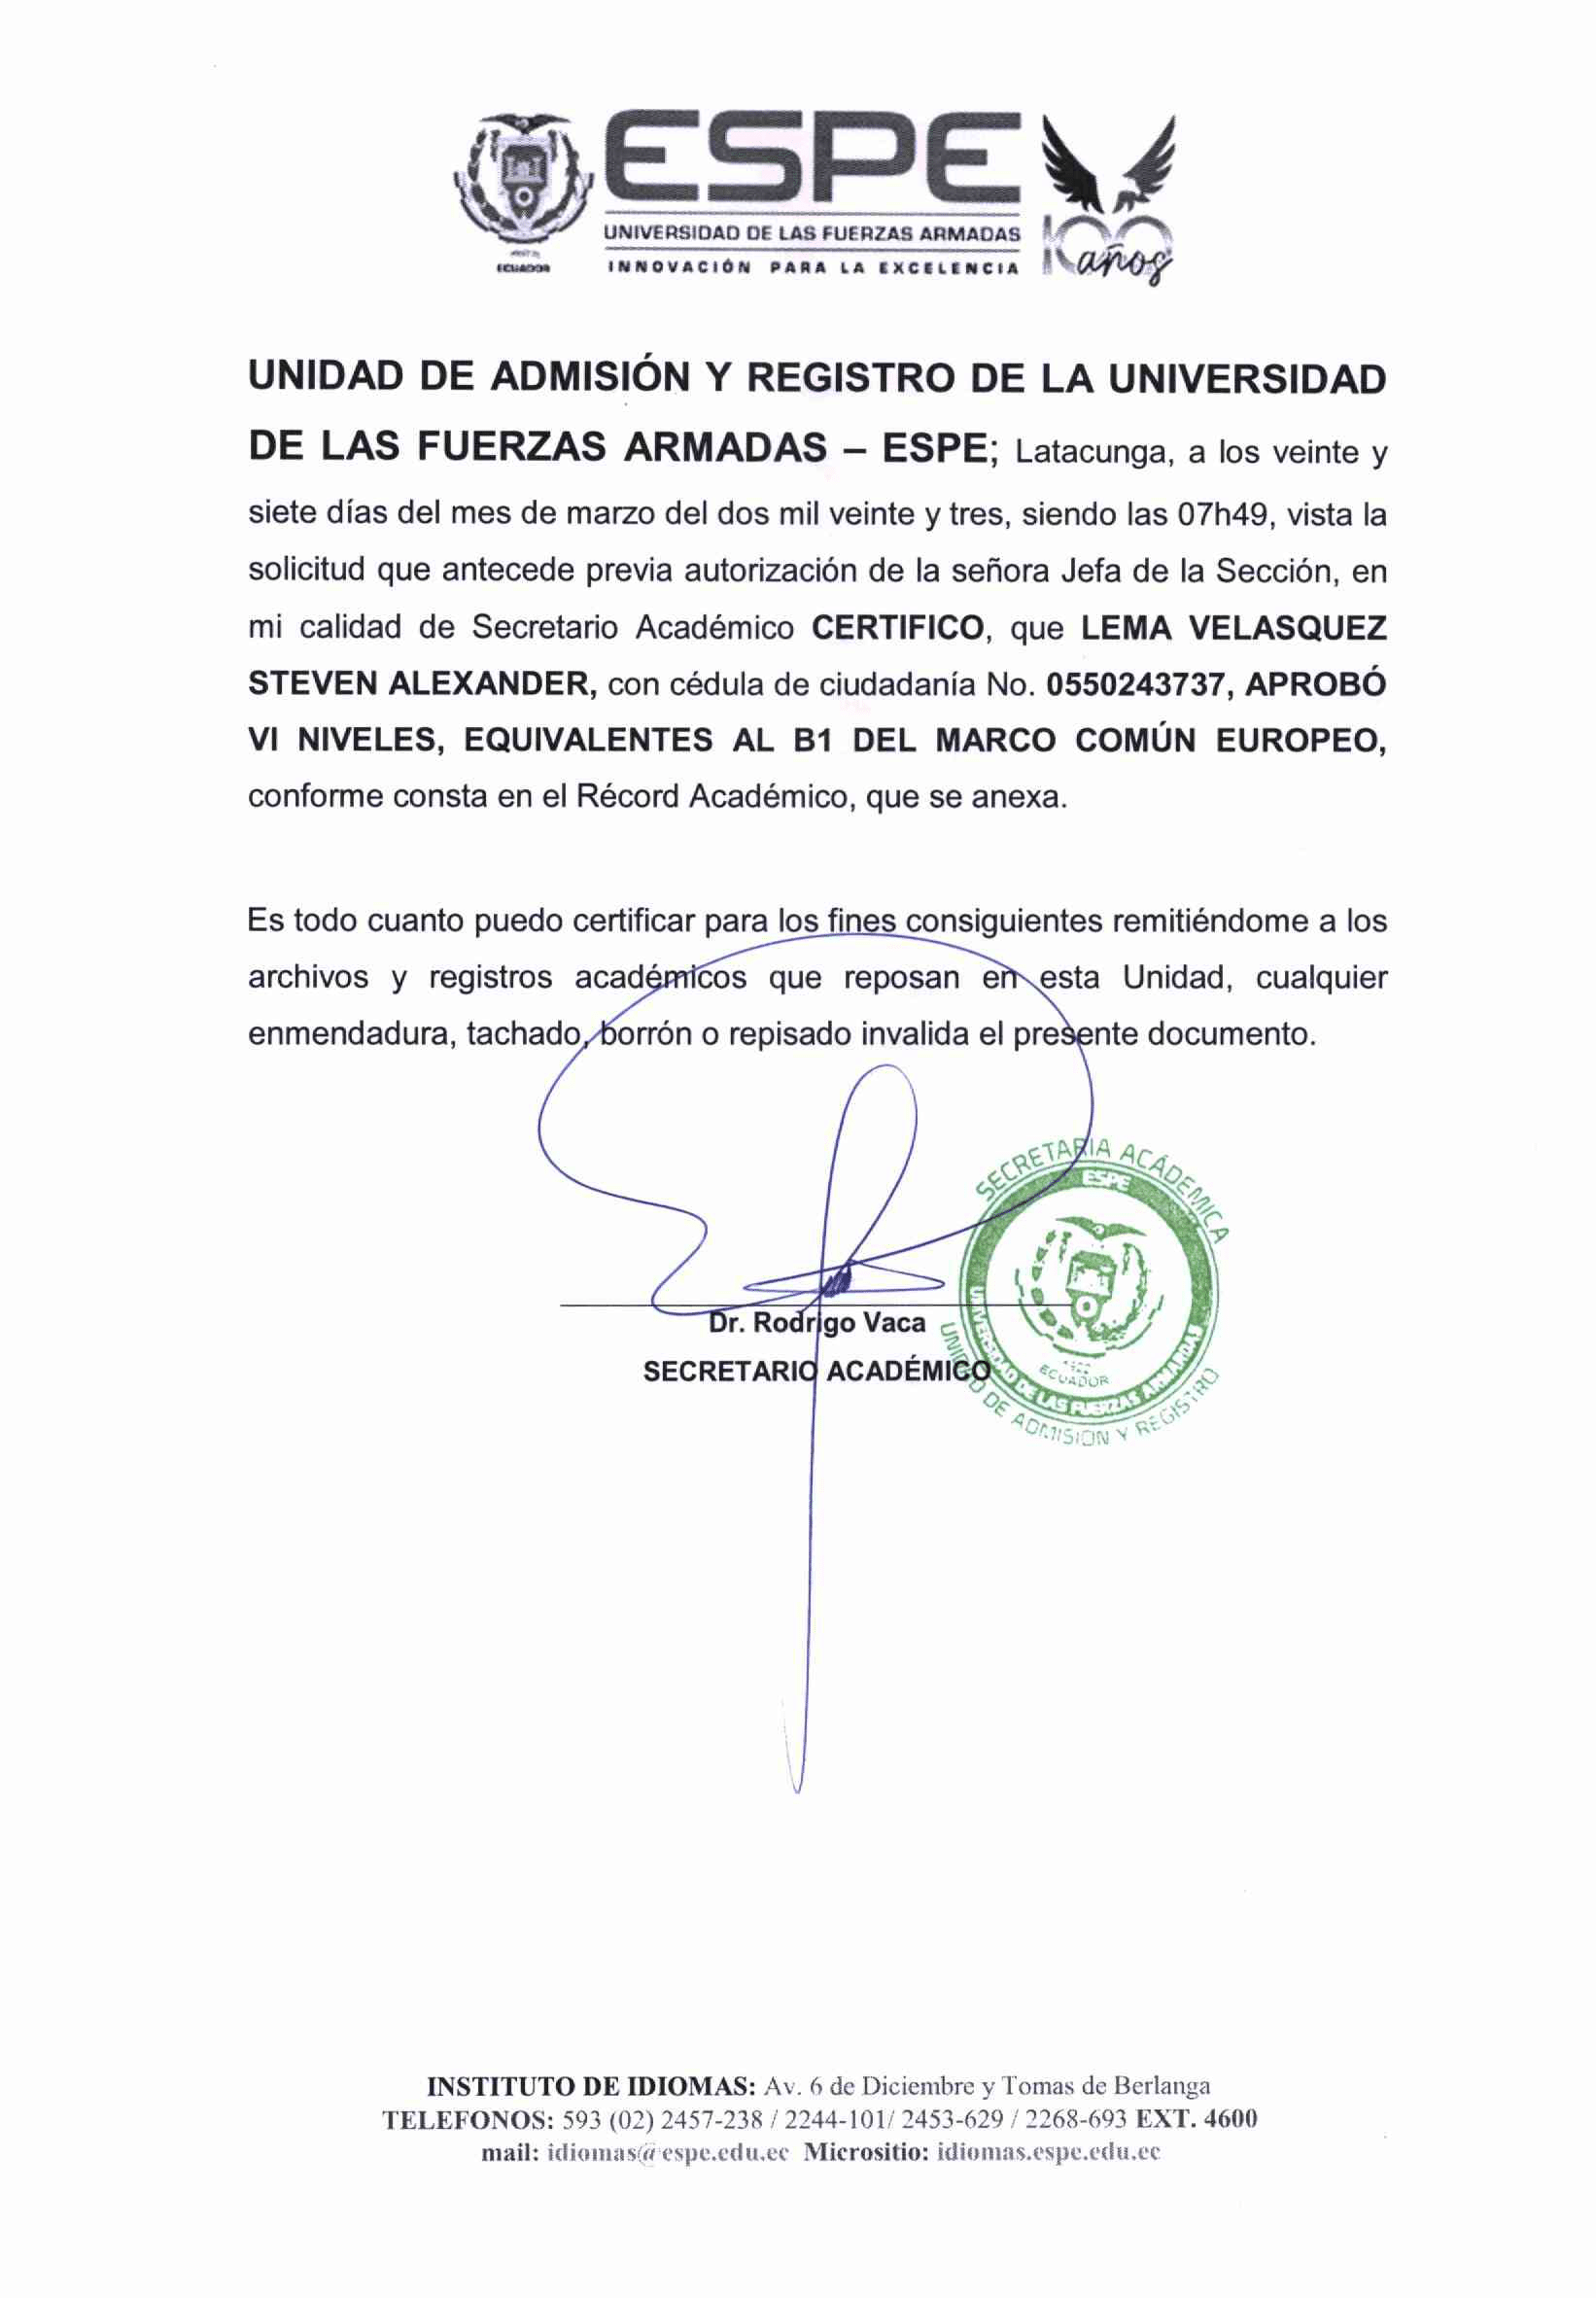 ESPE
UNIVERSIDAD DE LAS FUERZAS ARMADAS
INNOVACIÓN PARA LA EXCELENCIA
ECUADOR
100 años
UNIDAD DE ADMISIÓN Y REGISTRO DE LA UNIVERSIDAD
DE LAS FUERZAS ARMADAS – ESPE; Latacunga, a los veinte y
siete días del mes de marzo del dos mil veinte y tres, siendo las 07h49, vista la
solicitud que antecede previa autorización de la señora Jefa de la Sección, en
mi calidad de Secretario Académico CERTIFICO, que LEMA VELASQUEZ
STEVEN ALEXANDER, con cédula de ciudadanía No. 0550243737, APROBÓ
VI NIVELES, EQUIVALENTES AL B1 DEL MARCO COMÚN EUROPEO,
conforme consta en el Récord Académico, que se anexa.
Es todo cuanto puedo certificar para los fines consiguientes remitiéndome a los
archivos y registros académicos que reposan en esta Unidad, cualquier
enmendadura, tachado, borrón o repisado invalida el presente documento.
SECRETARIA ACÁDEMICA
ESPE
UNIVERSIDAD DE LAS FUERZAS ARMADAS
ECUADOR
UNIDAD DE ADMISION Y REGISTRO
Dr. Rodrigo Vaca
SECRETARIO ACADÉMICO
INSTITUTO DE IDIOMAS: Av. 6 de Diciembre y Tomas de Berlanga
TELEFONOS: 593 (02) 2457-238 / 2244-101/ 2453-629 / 2268-693 EXT. 4600
mail: idiomas@espe.edu.ec Micrositio: idiomas.espe.edu.ec